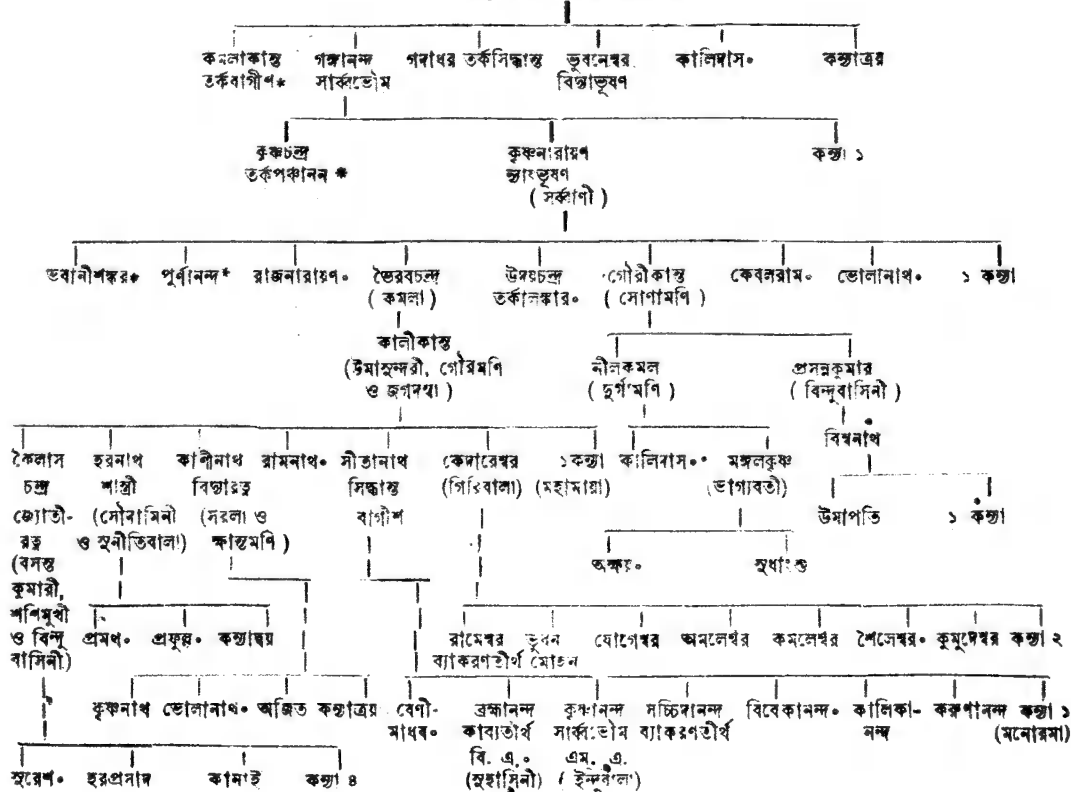 কমলাকান্ত গঙ্গানন্দ গদাধর তর্কসিদ্ধান্ত ভুবনেশ্বর কালিদাস॰ কন্যাত্রয়
তর্কবাগীশ* সার্ব্বভৌম বিদ্যাভূষণ
কৃষ্ণচন্দ্র কৃষ্ণনারায়ণ কন্যা ১
তর্কপঞ্চানন * ন্যায়ভূষণ
( সর্ব্বাণী )
ভবানীশঙ্কর* পূর্ণানন্দ* রাজনারায়ণ॰ ভৈরবচন্দ্র উদয়চন্দ্র গৌরীকান্ত কেবলরাম॰ ভোলানাথ॰ ১ কন্যা
( কমলা ) তর্কালঙ্কার॰ ( সোণামণি )
কালীকান্ত নীলকমল প্রসন্নকুমার
(উমাসুন্দরী, গৌরমণি ( দুর্গামণি ) ( বিন্দুবাসিনী )
ও জগদম্বা )
বিশ্বনাথ
কৈলাস হরনাথ কাশীনাথ রামনাথ॰ সীতানাথ কেদারেশ্বর ১কন্যা কালিদাস॰ মঙ্গলকৃষ্ণ
চন্দ্র শাস্ত্রী বিদ্যারত্ন সিদ্ধান্ত (গিরিবালা) (মহামায়া) (ভাগ্যবতী)
জ্যোতী- (সৌদামিনী (সরলা ও বাগীশ উমাপতি ১ কন্যা
রত্ন ও সুনীতিবালা) ক্ষান্তমণি )
(বসন্ত অক্ষয়॰ সুধাংশু
কুমারী,
শশিমুখী
ও বিন্দু প্রমথ॰ প্রফুল্ল॰ কন্যাদ্বয় রামেশ্বর ভুবন যোগেশ্বর অমলেশ্বর কমলেশ্বর শৈলেশ্বর॰ কুমুদেশ্বর কন্যা ২
বাসিনী) ব্যাকরণতীর্থ মোহন
কৃষ্ণনাথ ভোলানাথ॰ অজিত কন্যাত্রয় বেণী- ব্রহ্মানন্দ কৃষ্ণানন্দ সচ্চিদানন্দ বিবেকানন্দ॰ কালিকা- করুণানন্দ কন্যা ১
মাধব॰ কাব্যতীর্থ সার্ব্বভৌম ব্যাকরণতীর্থ নন্দ (মনোরমা)
বি. এ.॰ এম. এ.
সুরেশ॰ হরপ্রসাদ কানাই কন্যা ৪ (সুহাসিনী) ( ইন্দুবালা )